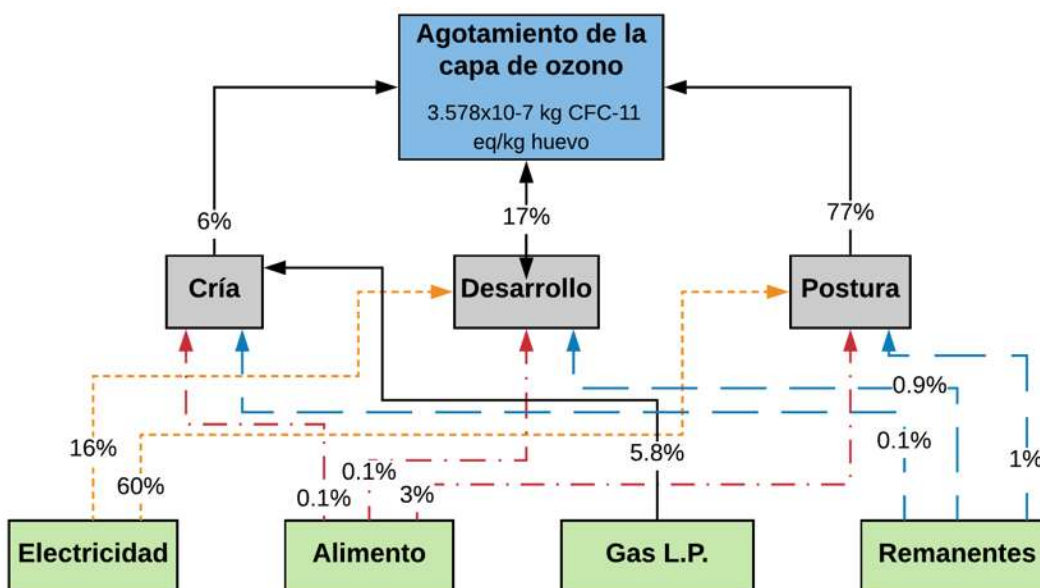 Agotamiento de la
capa de ozono
3.578x10-7 kg CFC-11
eq/kg huevo
6%
17%
77%
Cría
Desarrollo
Postura
0.9%
16%
0.1%
5.8%
0.1%
1%
60%
0.1%
3%
Electricidad
Alimento
Gas L.P.
Remanentes